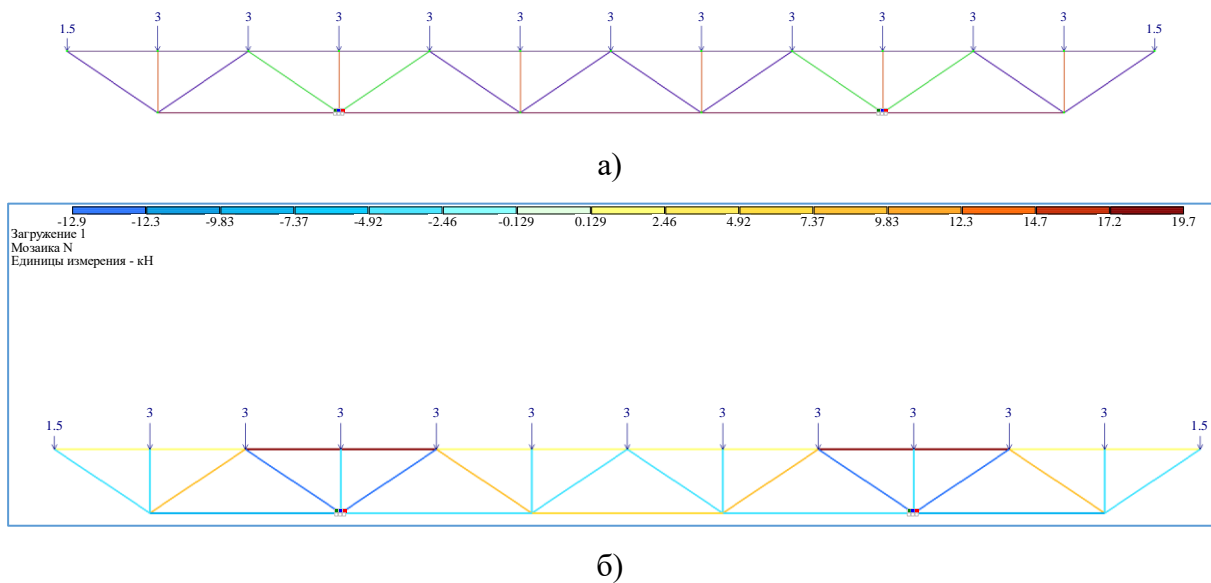 1.5 3 3 3 3 3 3 3 3 3 3 3 1.5
а)
-12.9 -12.3 -9.83 -7.37 -4.92 -2.46 -0.129 0.129 2.46 4.92 7.37 9.83 12.3 14.7 17.2 19.7
Загружение 1
Мозаика N
Единицы измерения - кН
1.5 3 3 3 3 3 3 3 3 3 3 3 1.5
б)